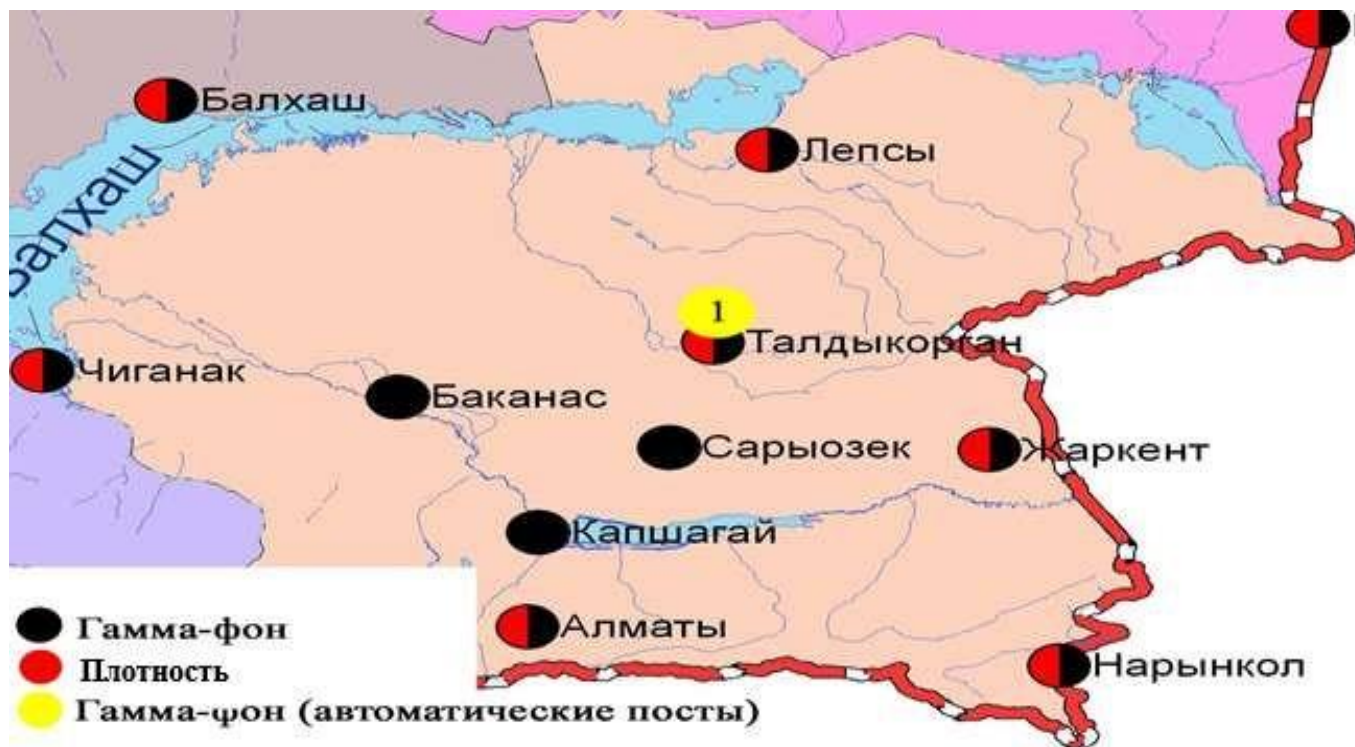 Балхаш
Лепсы
Балхаш
1
Талдыкорган
Чиганак
Баканас
Сарыозек
Жаркент
Капшагай
Алматы
Нарынкол
Гамма-фон
Плотность
Гамма-фон (автоматические посты)